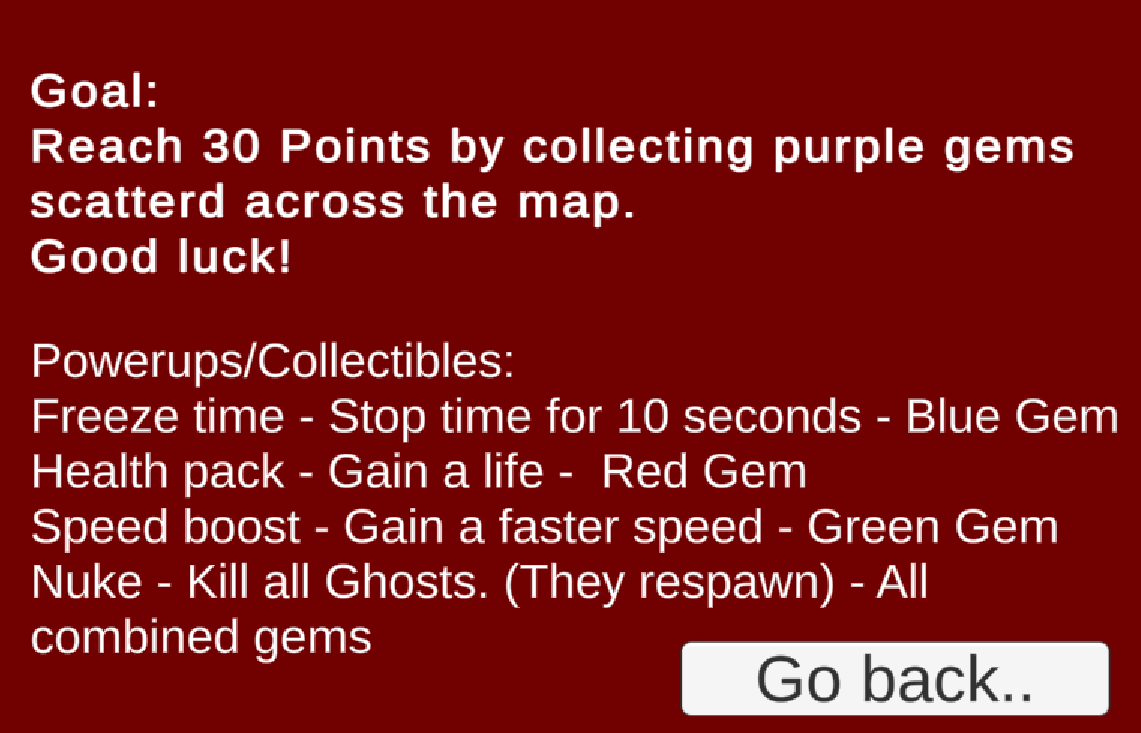 Goal:
Reach 30 Points by collecting purple gems
scatterd across the map.
Good luck!
Powerups/Collectibles:
Freeze time - Stop time for 10 seconds - Blue Gem
Health pack - Gain a life -  Red Gem
Speed boost - Gain a faster speed - Green Gem
Nuke - Kill all Ghosts. (They respawn) - All
combined gems
Go back..